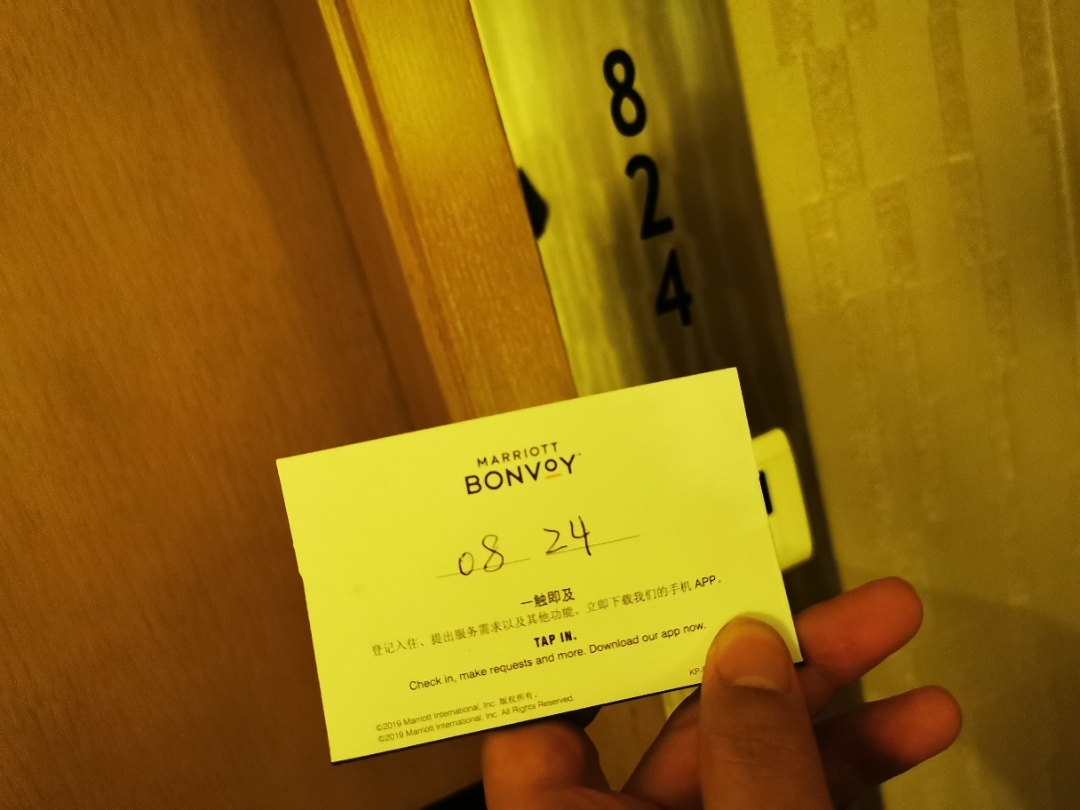 8
2
4
MARRIOTT
BONVOY™
08 24
一触即及
登记入住、提出服务需求以及其他功能。立即下载我们的手机 APP。
TAP IN.
Check in, make requests and more. Download our app now.
©2019 Marriott International, Inc. 版权所有。
©2019 Marriott International, Inc. All Rights Reserved.